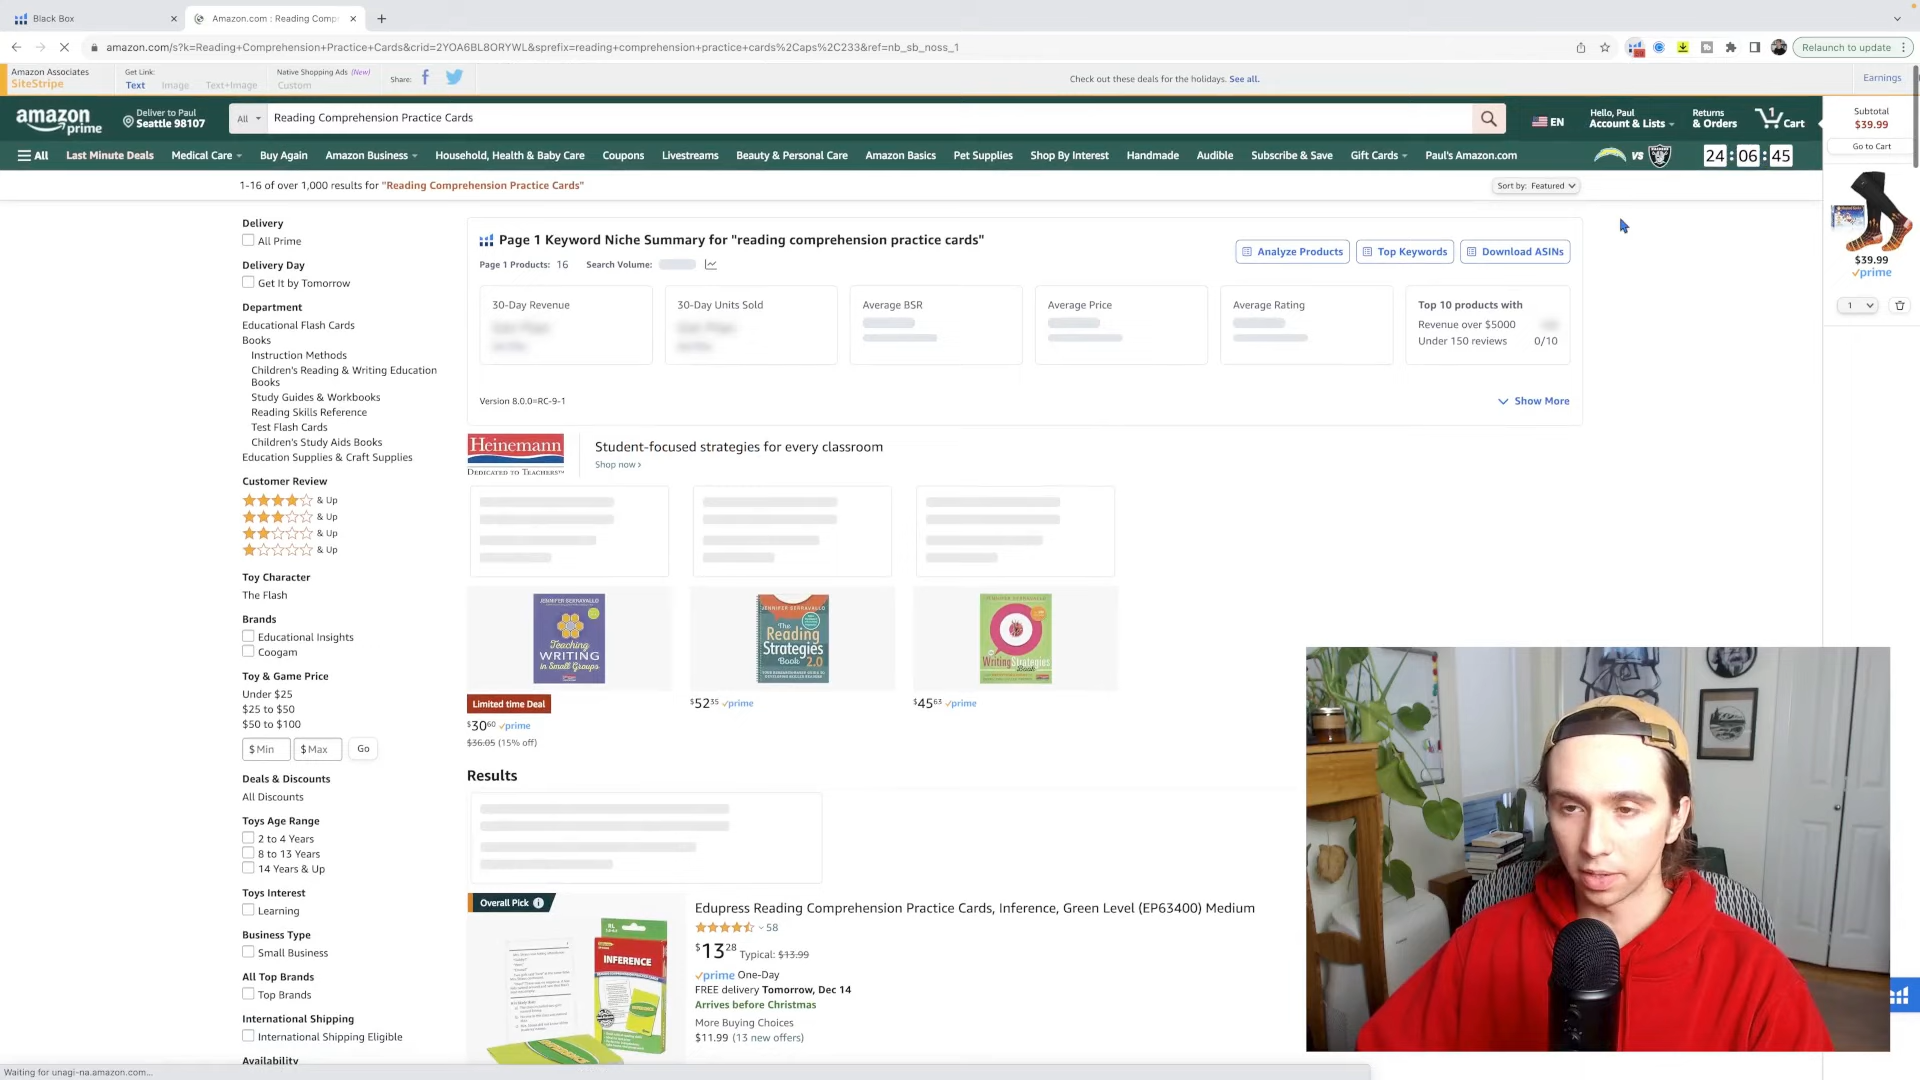 Black Box
Amazon.com : Reading Comp
amazon.com/s?k=Reading+Comprehension+Practice+Cards&crid=2YOA6BL8ORYWL&sprefix=reading+comprehension+practice+cards%2Caps%2C233&ref=nb_sb_noss_1
Relaunch to update
Amazon Associates
SiteStripe
Get Link:
Text Image Text+Image
Native Shopping Ads (New)
Custom
Share:
Check out these deals for the holidays. See all.
Earnings
amazon
prime
Deliver to Paul
Seattle 98107
All
Reading Comprehension Practice Cards
EN
Hello, Paul
Account & Lists
Returns
& Orders
1
Cart
Subtotal
$39.99
Go to Cart
All
Last Minute Deals
Medical Care
Buy Again
Amazon Business
Household, Health & Baby Care
Coupons
Livestreams
Beauty & Personal Care
Amazon Basics
Pet Supplies
Shop By Interest
Handmade
Audible
Subscribe & Save
Gift Cards
Paul's Amazon.com
VS
24 : 06 : 45
1-16 of over 1,000 results for "Reading Comprehension Practice Cards"
Sort by: Featured
$39.99
prime
1
Delivery
All Prime
Delivery Day
Get It by Tomorrow
Department
Educational Flash Cards
Books
Instruction Methods
Children's Reading & Writing Education
Books
Study Guides & Workbooks
Reading Skills Reference
Test Flash Cards
Children's Study Aids Books
Education Supplies & Craft Supplies
Customer Review
& Up
& Up
& Up
& Up
Toy Character
The Flash
Brands
Educational Insights
Coogam
Toy & Game Price
Under $25
$25 to $50
$50 to $100
$ Min
$ Max
Go
Deals & Discounts
All Discounts
Toys Age Range
2 to 4 Years
8 to 13 Years
14 Years & Up
Toys Interest
Learning
Business Type
Small Business
All Top Brands
Top Brands
International Shipping
International Shipping Eligible
Availability
Page 1 Keyword Niche Summary for "reading comprehension practice cards"
Page 1 Products: 16
Search Volume:
Analyze Products
Top Keywords
Download ASINs
30-Day Revenue
30-Day Units Sold
Average BSR
Average Price
Average Rating
Top 10 products with
Revenue over $5000
Under 150 reviews 0/10
Version 8.0.0=RC-9-1
Show More
Heinemann
DEDICATED TO TEACHERS™
Student-focused strategies for every classroom
Shop now ›
JENNIFER SERRAVALLO
Teaching
WRITING
in Small Groups
JENNIFER SERRAVALLO
The
Reading
Strategies
Book 2.0
JENNIFER SERRAVALLO
Writing Strategies
Book
Limited time Deal
$30 60 prime
$36.05 (15% off)
$52 35 prime
$45 63 prime
Results
Overall Pick
INFERENCE
Edupress Reading Comprehension Practice Cards, Inference, Green Level (EP63400) Medium
58
$13 28 Typical: $13.99
prime One-Day
FREE delivery Tomorrow, Dec 14
Arrives before Christmas
More Buying Choices
$11.99 (13 new offers)
Waiting for unagi-na.amazon.com...